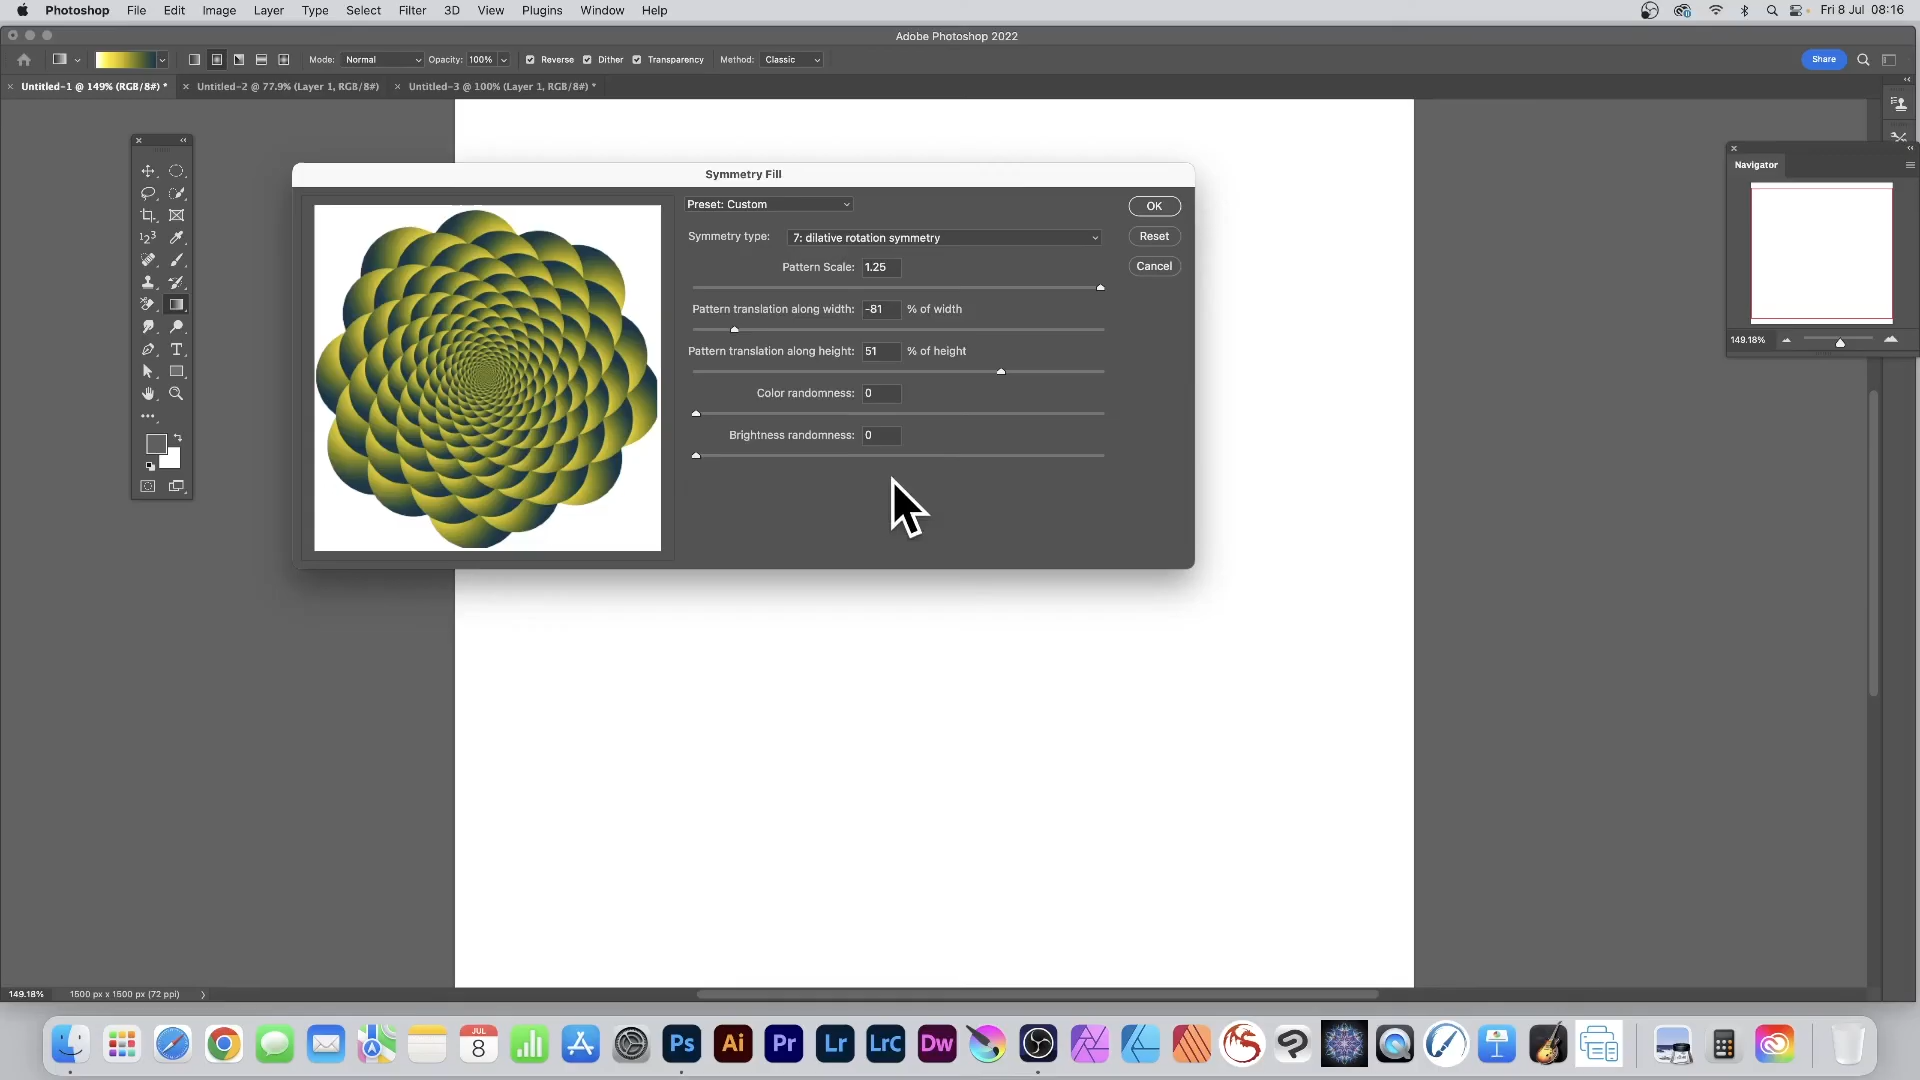 Photoshop File Edit Image Layer Type Select Filter 3D View Plugins Window Help Fri 8 Jul 08:16
Adobe Photoshop 2022
Mode: Normal Opacity: 100% Reverse Dither Transparency Method: Classic Share
Untitled-1 @ 149% (RGB/8#) * Untitled-2 @ 77.9% (Layer 1, RGB/8#) Untitled-3 @ 100% (Layer 1, RGB/8#) *
Navigator
149.18%
Symmetry Fill
Preset: Custom
OK
Symmetry type: 7: dilative rotation symmetry
Reset
Pattern Scale: 1.25
Cancel
Pattern translation along width: -81 % of width
Pattern translation along height: 51 % of height
Color randomness: 0
Brightness randomness: 0
149.18% 1500 px x 1500 px (72 ppi)
JUL
8
Ps Ai Pr Lr LrC Dw